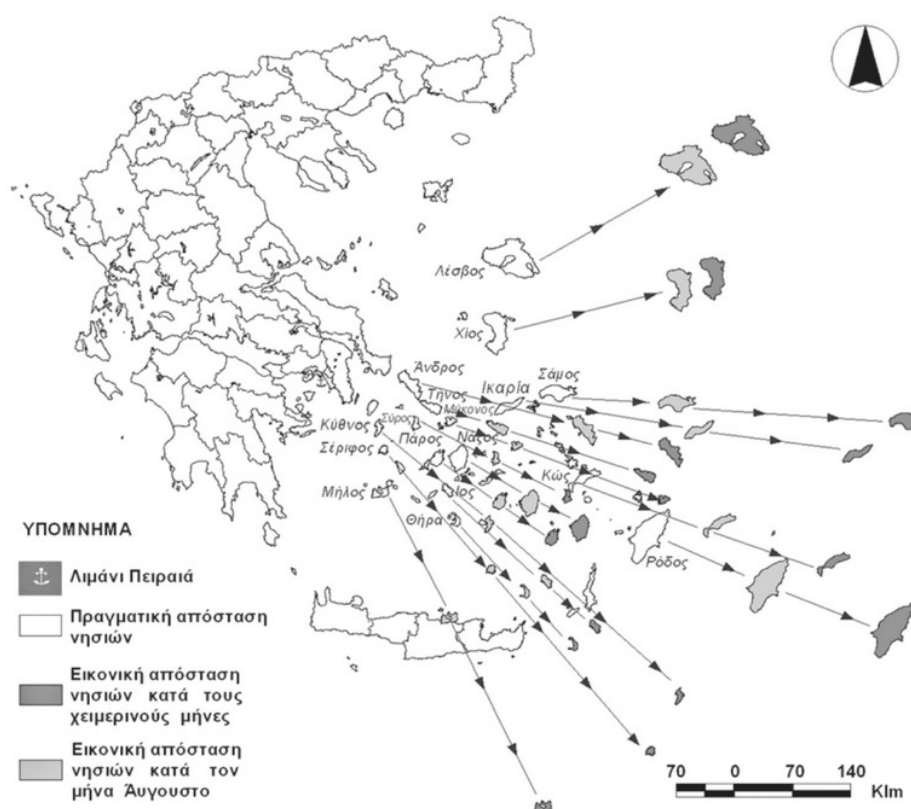 Λέσβος
Χίος
Άνδρος
Τήνος
Ικαρία
Σάμος
Μύκονος
Σύρος
Κύθνος
Πάρος
Νάξος
Σέριφος
Κώς
Μήλος
Ίος
Θήρα
Ρόδος
ΥΠΟΜΝΗΜΑ
Λιμάνι Πειραιά
Πραγματική απόσταση
νησιών
Εικονική απόσταση
νησιών κατά τους
χειμερινούς μήνες
Εικονική απόσταση
νησιών κατά τον
μήνα Άυγουστο
70 0 70 140
Klm